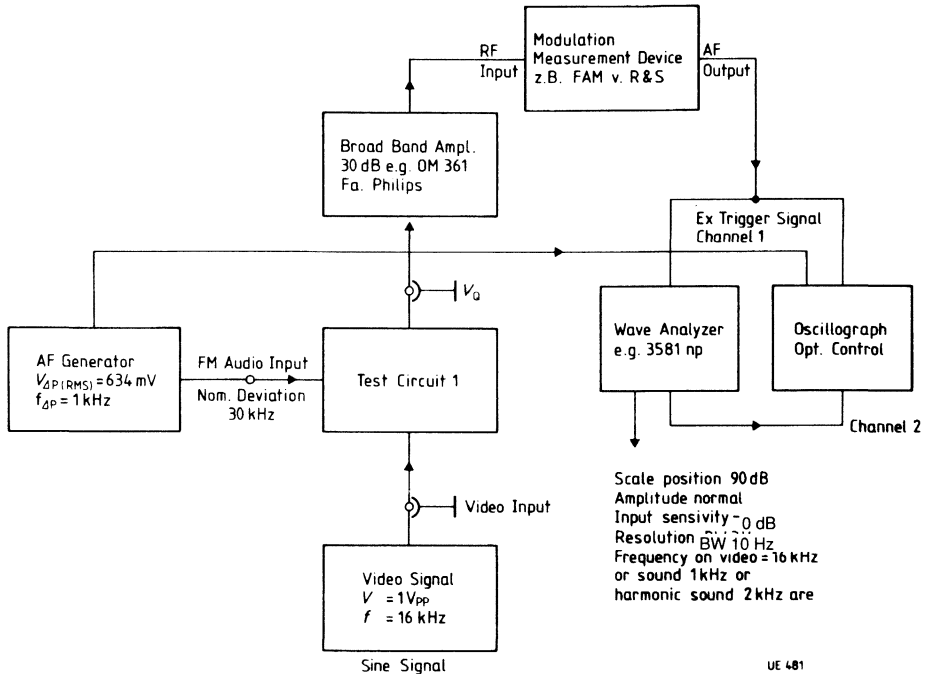 RF
Input
Modulation
Measurement Device
z.B. FAM v. R&S
AF
Output
Broad Band Ampl.
30 dB e.g. OM 361
Fa. Philips
Ex Trigger Signal
Channel 1
V_Q
AF Generator
V_ΔP(RMS) = 634 mV
f_ΔP = 1 kHz
FM Audio Input
Nom. Deviation
30 kHz
Test Circuit 1
Wave Analyzer
e.g. 3581 np
Oscillograph
Opt. Control
Channel 2
Video Input
Scale position 90 dB
Amplitude normal
Input sensivity - 0 dB
Resolution BW 10 Hz
Frequency on video = 16 kHz
or sound 1 kHz or
harmonic sound 2 kHz are
Video Signal
V = 1 Vpp
f = 16 kHz
Sine Signal
UE 481